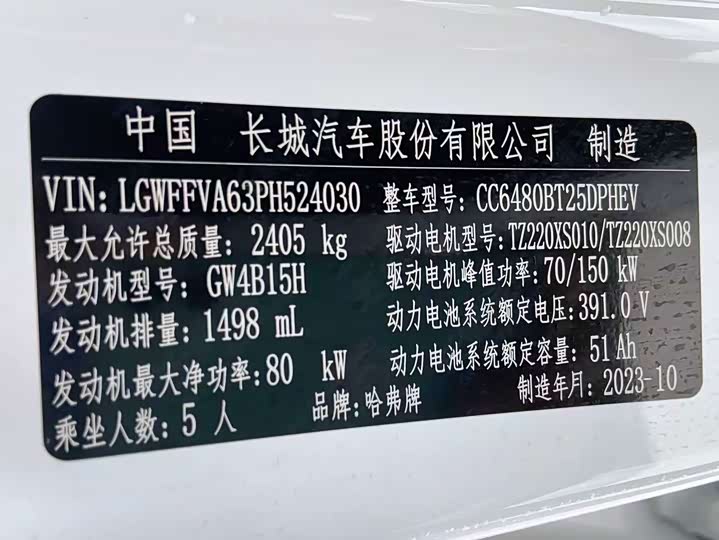 中国 长城汽车股份有限公司 制造
VIN: LGWFFVA63PH524030 整车型号: CC6480BT25DPHEV
最大允许总质量: 2405 kg 驱动电机型号: TZ220XS010/TZ220XS008
发动机型号: GW4B15H 驱动电机峰值功率: 70/150 kW
发动机排量: 1498 mL 动力电池系统额定电压: 391.0 V
发动机最大净功率: 80 kW 动力电池系统额定容量: 51 Ah
乘坐人数: 5 人 品牌: 哈弗牌 制造年月: 2023-10